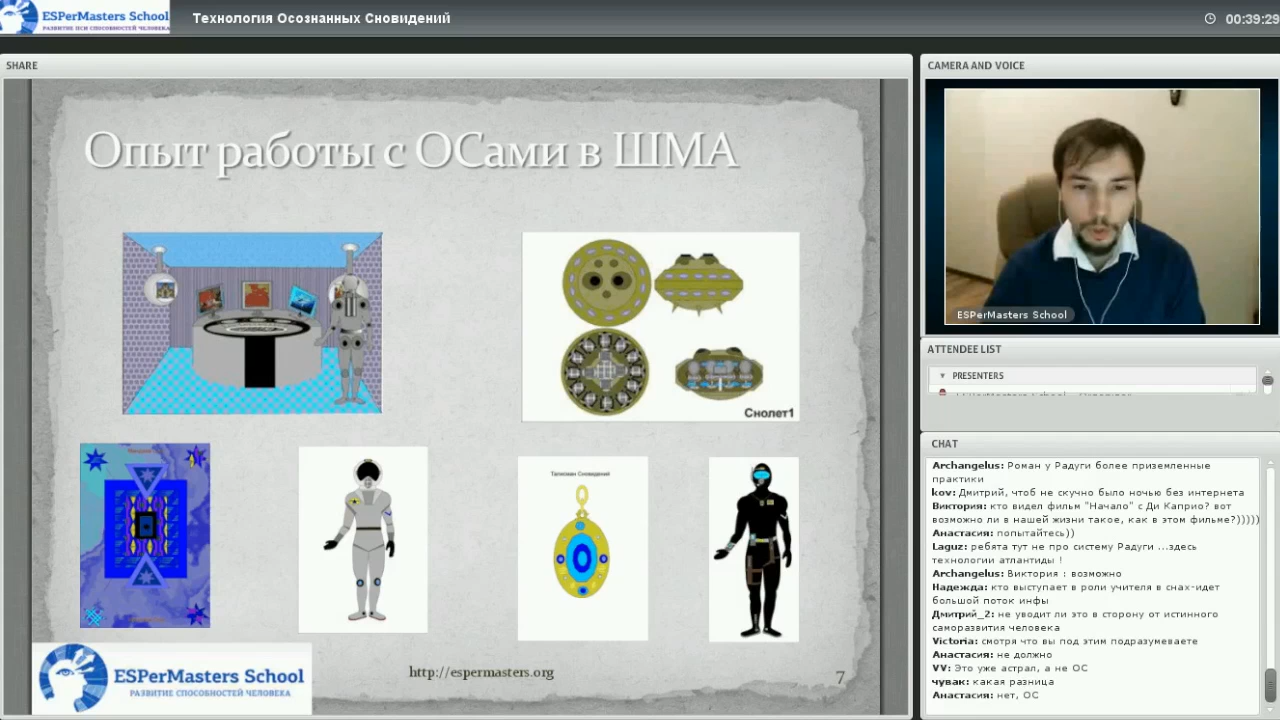 ESPerMasters School
РАЗВИТИЕ ПСИ СПОСОБНОСТЕЙ ЧЕЛОВЕКА
Технология Осознанных Сновидений
00:39:29
SHARE
Опыт работы с ОСами в ШМА
Снолет1
Талисман Сновидений
ESPerMasters School
РАЗВИТИЕ СПОСОБНОСТЕЙ ЧЕЛОВЕКА
http://espermasters.org
7
CAMERA AND VOICE
ESPerMasters School
ATTENDEE LIST
PRESENTERS
CHAT
Archangelus: Роман у Радуги более приземленные
практики
kov: Дмитрий, чтоб не скучно было ночью без интернета
Виктория: кто видел фильм "Начало" с Ди Каприо? вот
возможно ли в нашей жизни такое, как в этом фильме?)))))
Анастасия: попытайтесь))
Laguz: ребята тут не про систему Радуги ...здесь
технологии атлантиды !
Archangelus: Виктория : возможно
Надежда: кто выступает в роли учителя в снах-идет
большой поток инфы
Дмитрий_2: не уводит ли это в сторону от истинного
саморазвития человека
Victoria: смотря что вы под этим подразумеваете
Анастасия: не должно
VV: Это уже астрал, а не ОС
чувак: какая разница
Анастасия: нет, ОС